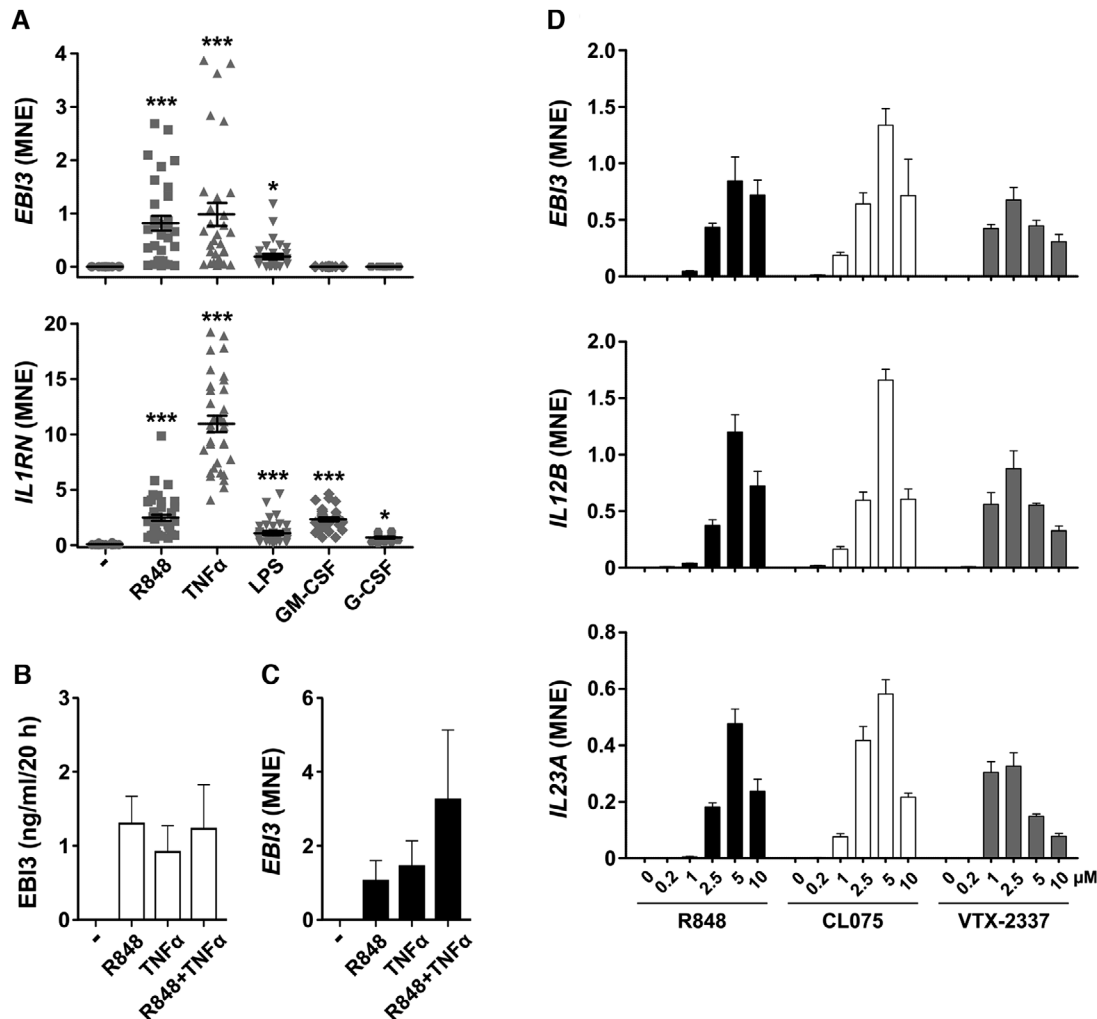 A
EBI3 (MNE)
4
3
2
1
0
***
***
*
IL1RN (MNE)
20
15
10
5
0
***
***
***
***
*
-
R848
TNFα
LPS
GM-CSF
G-CSF
B
EBI3 (ng/ml/20 h)
3
2
1
0
-
R848
TNFα
R848+TNFα
C
EBI3 (MNE)
6
4
2
0
-
R848
TNFα
R848+TNFα
D
EBI3 (MNE)
2.0
1.5
1.0
0.5
0
IL12B (MNE)
2.0
1.5
1.0
0.5
0
IL23A (MNE)
0.8
0.6
0.4
0.2
0
0 0.2 1 2.5 5 10 0 0.2 1 2.5 5 10 0 0.2 1 2.5 5 10 μM
R848 CL075 VTX-2337